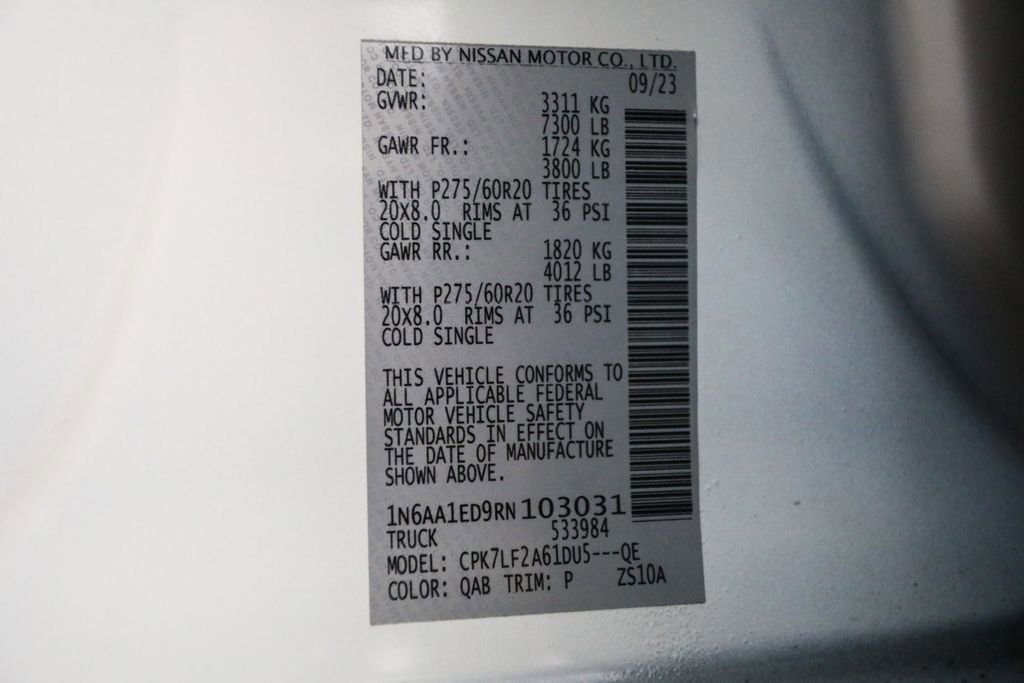 MFD BY NISSAN MOTOR CO., LTD.
DATE: 09/23
GVWR: 3311 KG
7300 LB
GAWR FR.: 1724 KG
3800 LB
WITH P275/60R20 TIRES
20X8.0 RIMS AT 36 PSI
COLD SINGLE
GAWR RR.: 1820 KG
4012 LB
WITH P275/60R20 TIRES
20X8.0 RIMS AT 36 PSI
COLD SINGLE
THIS VEHICLE CONFORMS TO
ALL APPLICABLE FEDERAL
MOTOR VEHICLE SAFETY
STANDARDS IN EFFECT ON
THE DATE OF MANUFACTURE
SHOWN ABOVE.
1N6AA1ED9RN103031
TRUCK 533984
MODEL: CPK7LF2A61DU5---QE
COLOR: QAB TRIM: P ZS10A